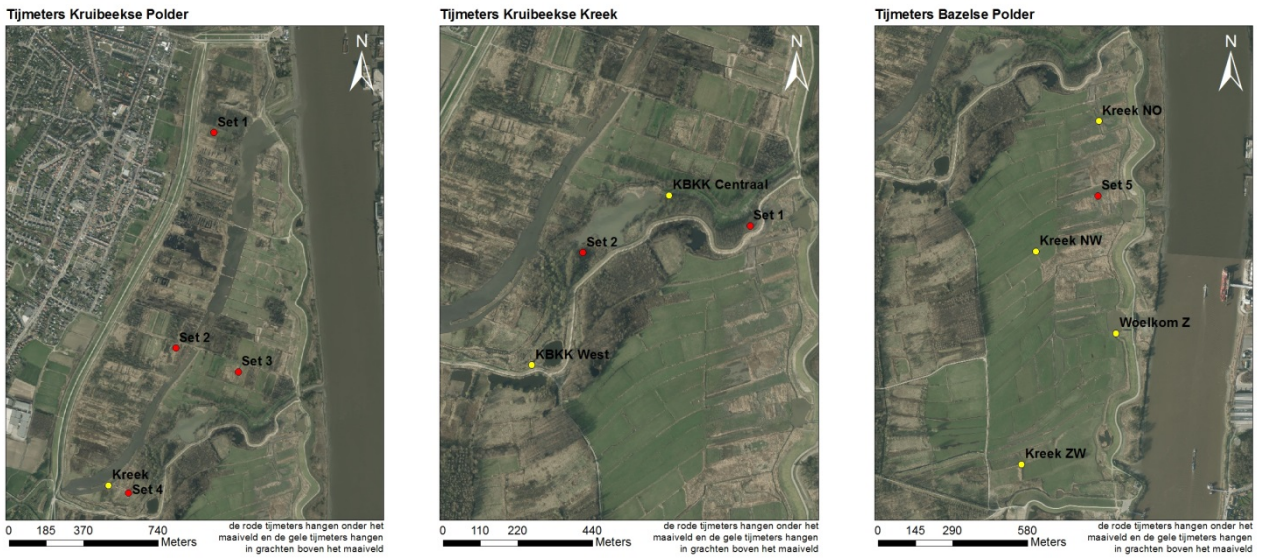 Tijmeters Kruibeekse Polder
N
Set 1
Set 2
Set 3
Kreek
Set 4
0 185 370 740
Meters
de rode tijmeters hangen onder het
maaiveld en de gele tijmeters hangen
in grachten boven het maaiveld
Tijmeters Kruibeekse Kreek
N
KBKK Centraal
Set 1
Set 2
KBKK West
0 110 220 440
Meters
de rode tijmeters hangen onder het
maaiveld en de gele tijmeters hangen
in grachten boven het maaiveld
Tijmeters Bazelse Polder
N
Kreek NO
Set 5
Kreek NW
Woelkom Z
Kreek ZW
0 145 290 580
Meters
de rode tijmeters hangen onder het
maaiveld en de gele tijmeters hangen
in grachten boven het maaiveld